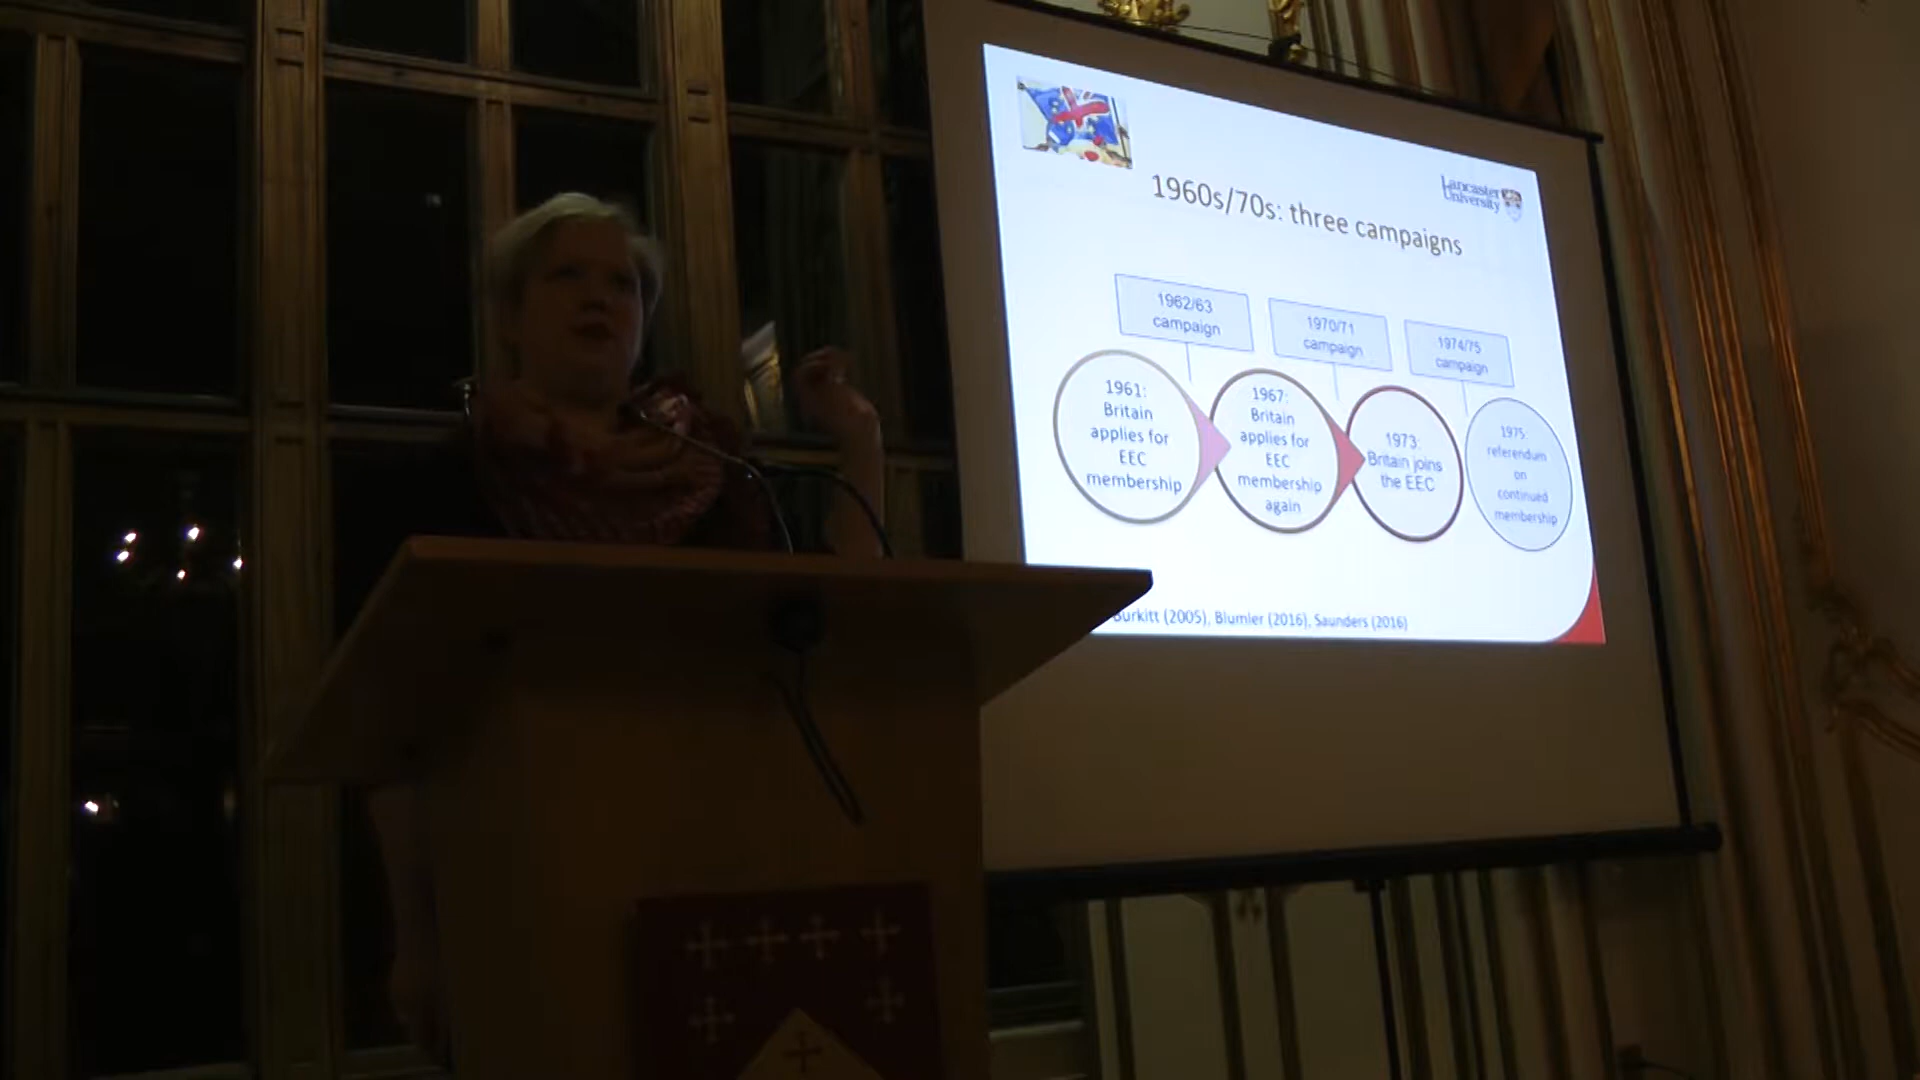 Lancaster
University
1960s/70s: three campaigns
1962/63
campaign
1970/71
campaign
1974/75
campaign
1961:
Britain
applies for
EEC
membership
1967:
Britain
applies for
EEC
membership
again
1973:
Britain joins
the EEC
1975:
referendum
on
continued
membership
Burkitt (2005), Blumler (2016), Saunders (2016)